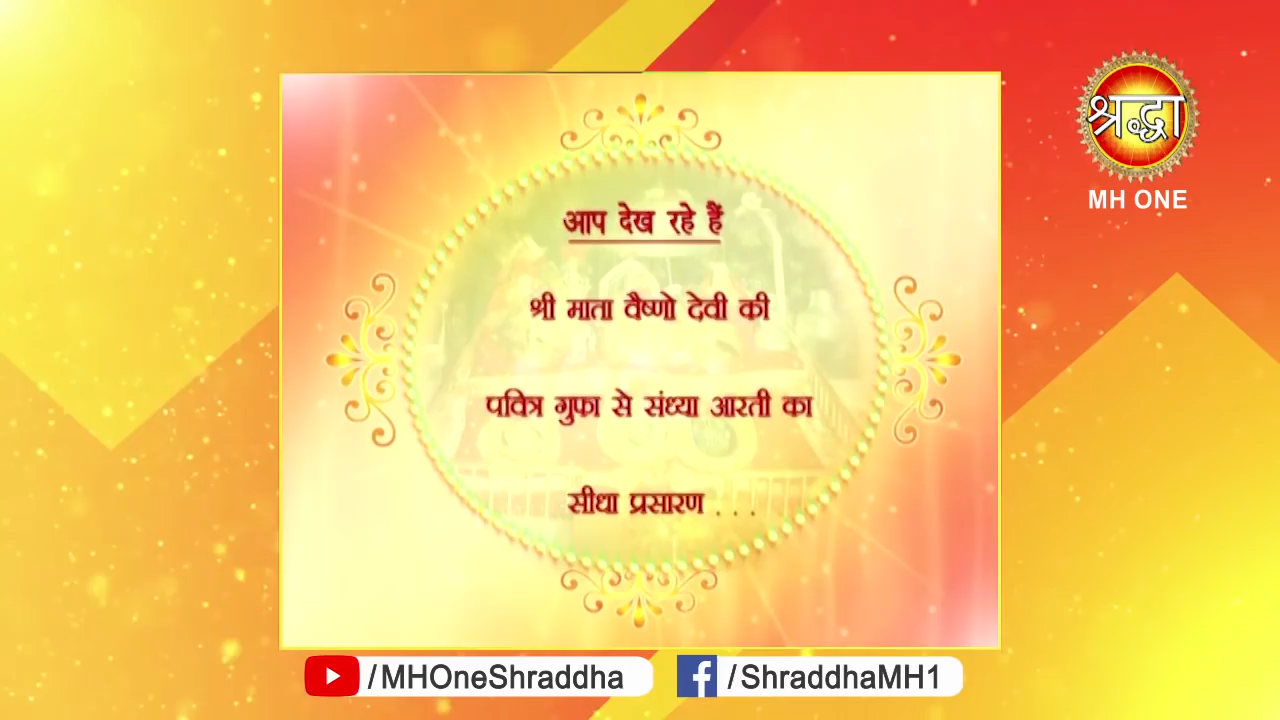 श्रद्धा
MH ONE
आप देख रहे हैं
श्री माता वैष्णो देवी की
पवित्र गुफा से संध्या आरती का
सीधा प्रसारण . . .
/MHOneShraddha
/ShraddhaMH1